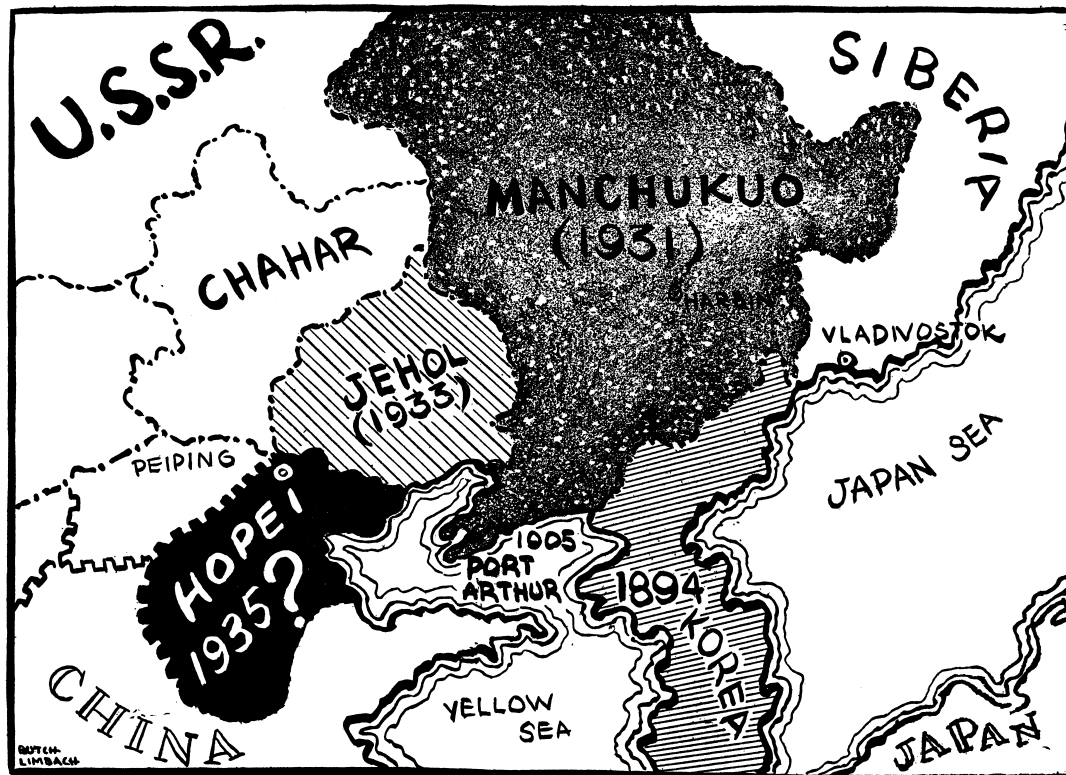 U.S.S.R.
SIBERIA
MANCHUKUO
(1931)
CHAHAR
HARBIN
VLADIVOSTOK
JEHOL
(1933)
JAPAN SEA
PEIPING
HOPEI
1935?
1905
PORT
ARTHUR
1894
KOREA
YELLOW
SEA
CHINA
JAPAN
BUTCH
LIMBACH